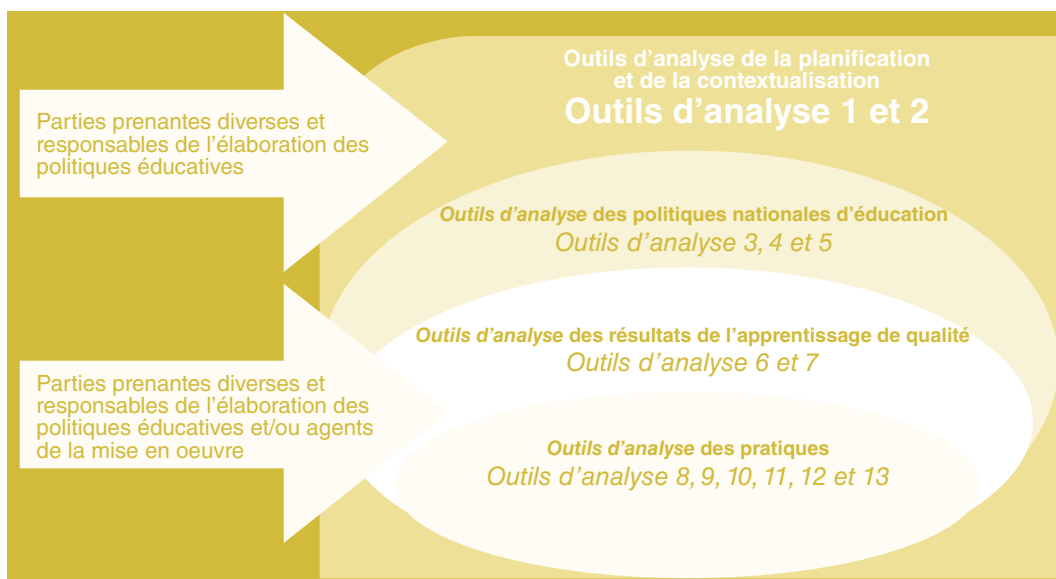 Outils d'analyse de la planification
et de la contextualisation
Outils d'analyse 1 et 2
Parties prenantes diverses et
responsables de l'élaboration des
politiques éducatives
Outils d'analyse des politiques nationales d'éducation
Outils d'analyse 3, 4 et 5
Outils d'analyse des résultats de l'apprentissage de qualité
Outils d'analyse 6 et 7
Parties prenantes diverses et
responsables de l'élaboration des
politiques éducatives et/ou agents
de la mise en oeuvre
Outils d'analyse des pratiques
Outils d'analyse 8, 9, 10, 11, 12 et 13